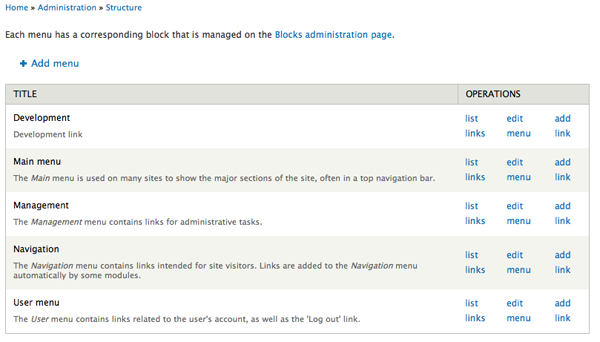 Home » Administration » Structure
Each menu has a corresponding block that is managed on the Blocks administration page.
+ Add menu
TITLE OPERATIONS
Development list edit add
Development link links menu link
Main menu list edit add
The Main menu is used on many sites to show the major sections of the site, often in a top navigation bar. links menu link
Management list edit add
The Management menu contains links for administrative tasks. links menu link
Navigation list edit add
The Navigation menu contains links intended for site visitors. Links are added to the Navigation menu links menu link
automatically by some modules.
User menu list edit add
The User menu contains links related to the user's account, as well as the 'Log out' link. links menu link